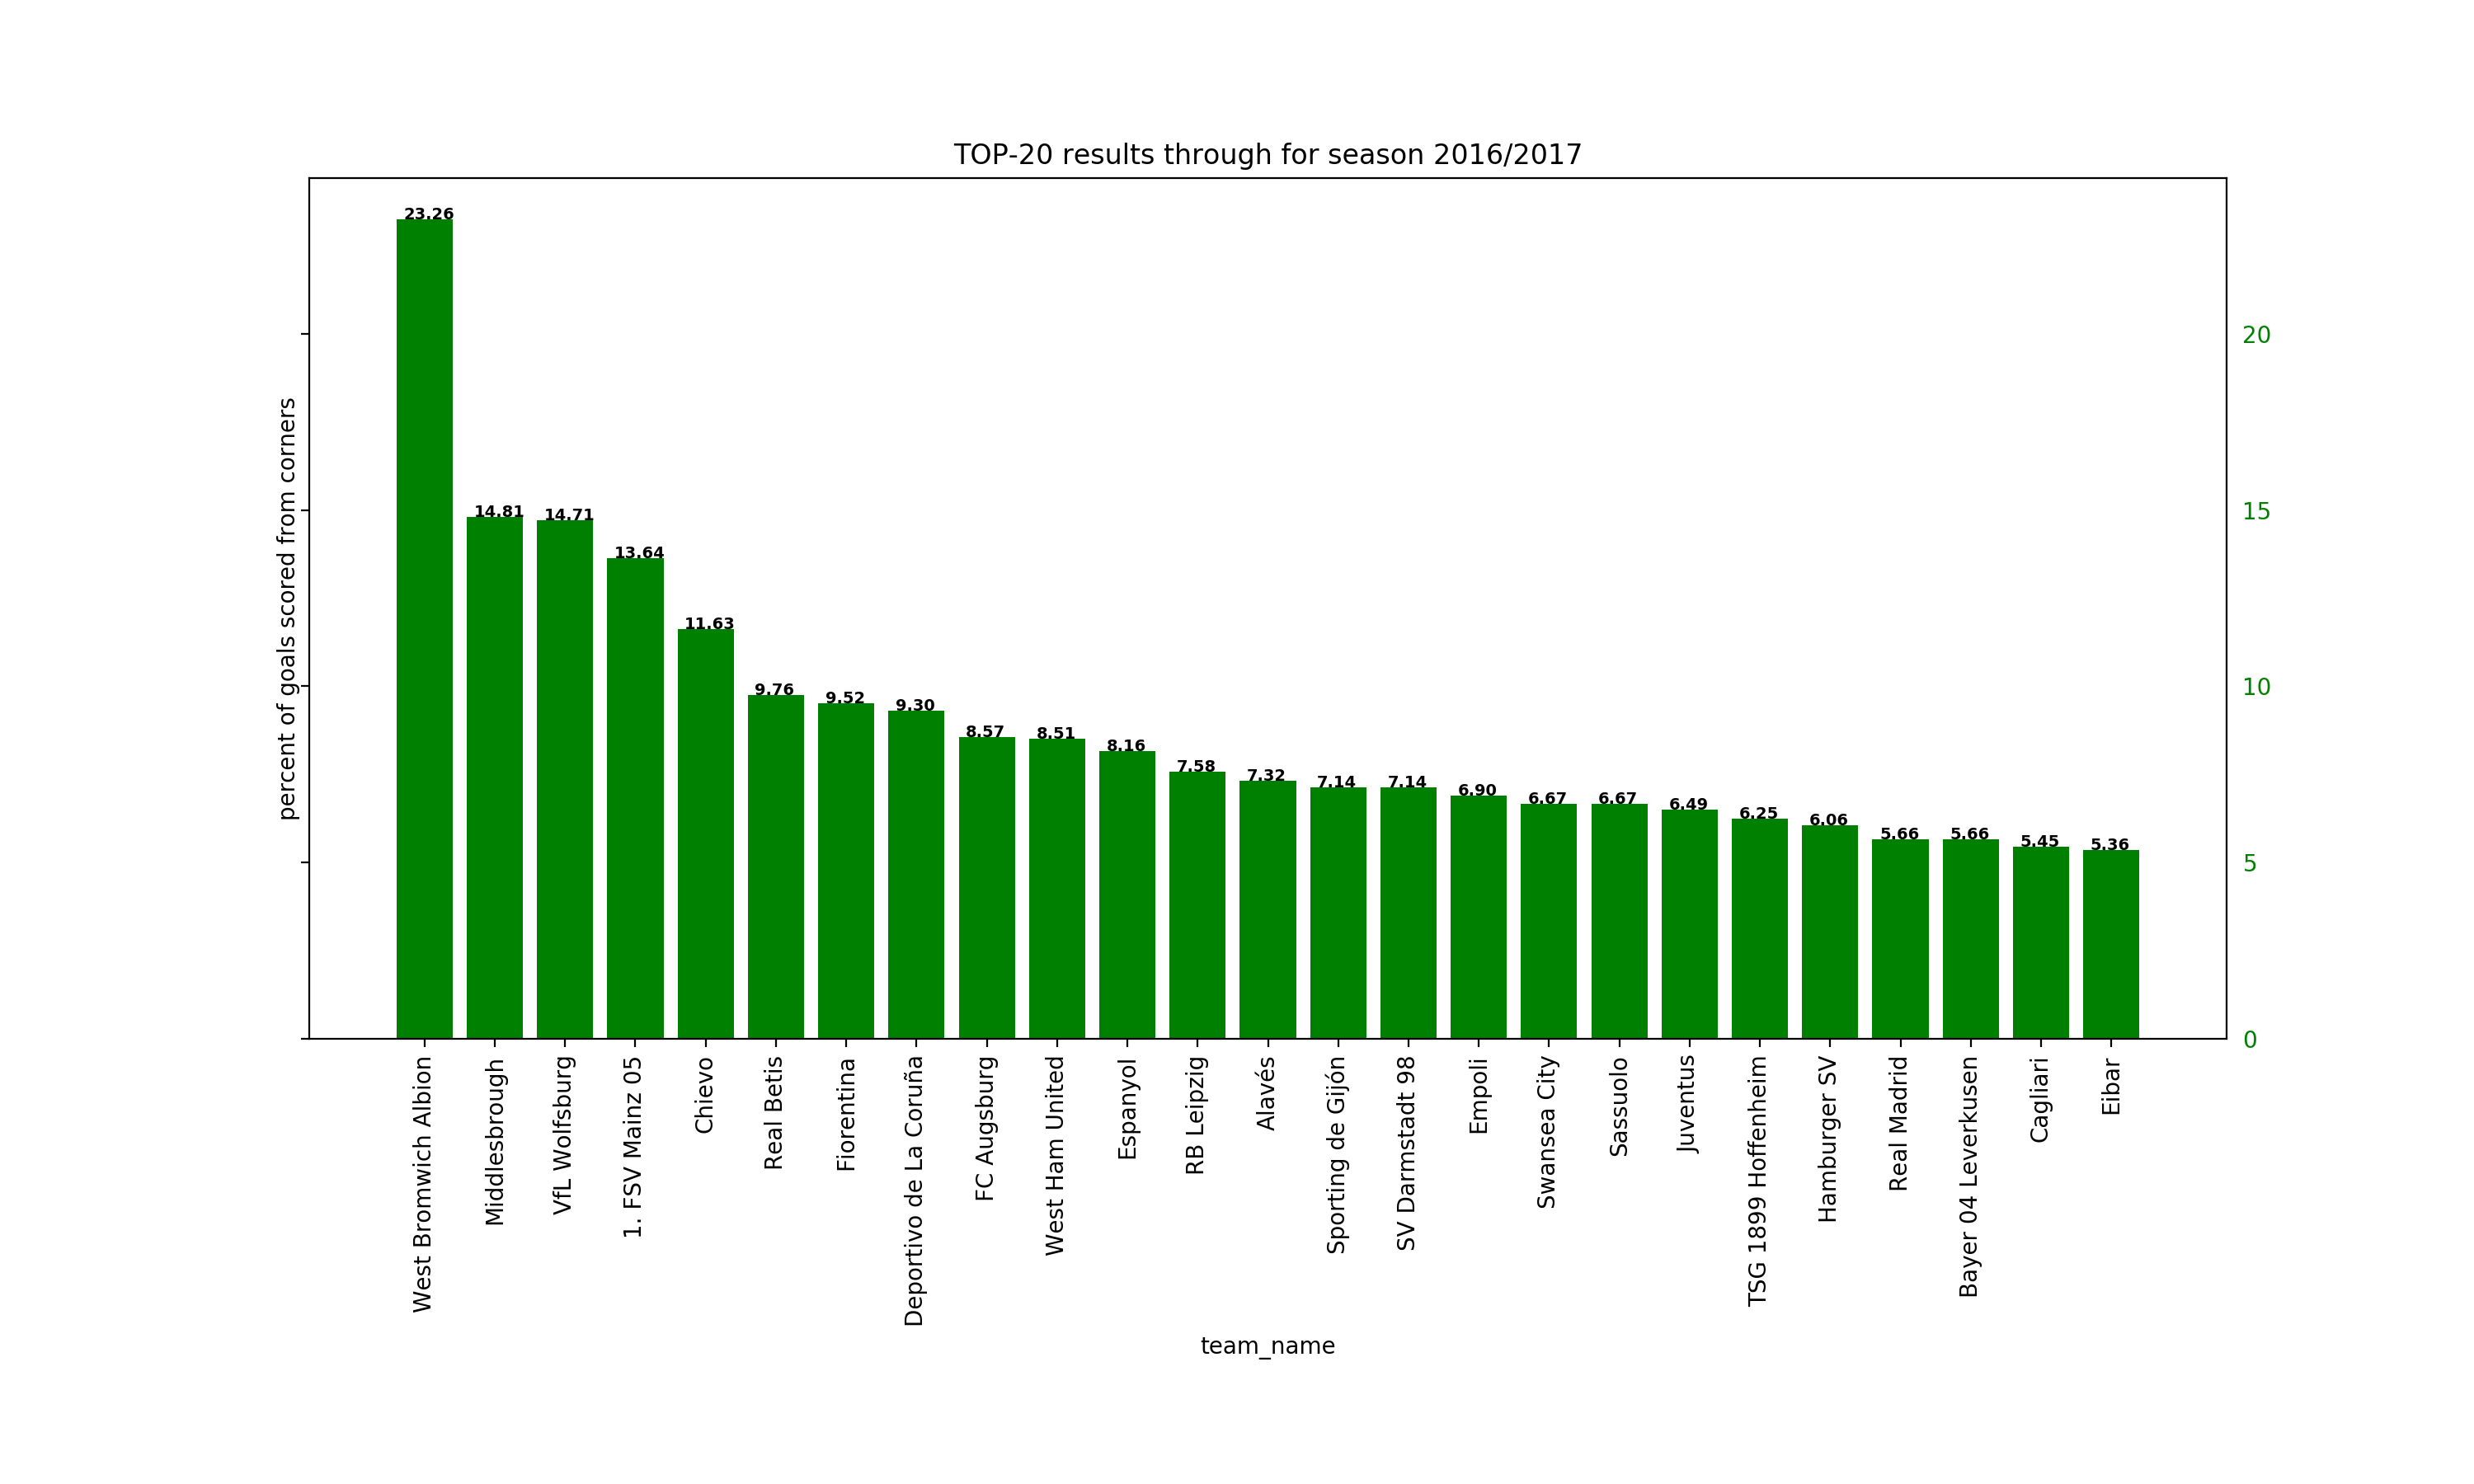 TOP-20 results through for season 2016/2017
percent of goals scored from corners
23.26
14.81
14.71
13.64
11.63
9.76
9.52
9.30
8.57
8.51
8.16
7.58
7.32
7.14
7.14
6.90
6.67
6.67
6.49
6.25
6.06
5.66
5.66
5.45
5.36
20
15
10
5
0
West Bromwich Albion
Middlesbrough
VfL Wolfsburg
1. FSV Mainz 05
Chievo
Real Betis
Fiorentina
Deportivo de La Coruña
FC Augsburg
West Ham United
Espanyol
RB Leipzig
Alavés
Sporting de Gijón
SV Darmstadt 98
Empoli
Swansea City
Sassuolo
Juventus
TSG 1899 Hoffenheim
Hamburger SV
Real Madrid
Bayer 04 Leverkusen
Cagliari
Eibar
team_name